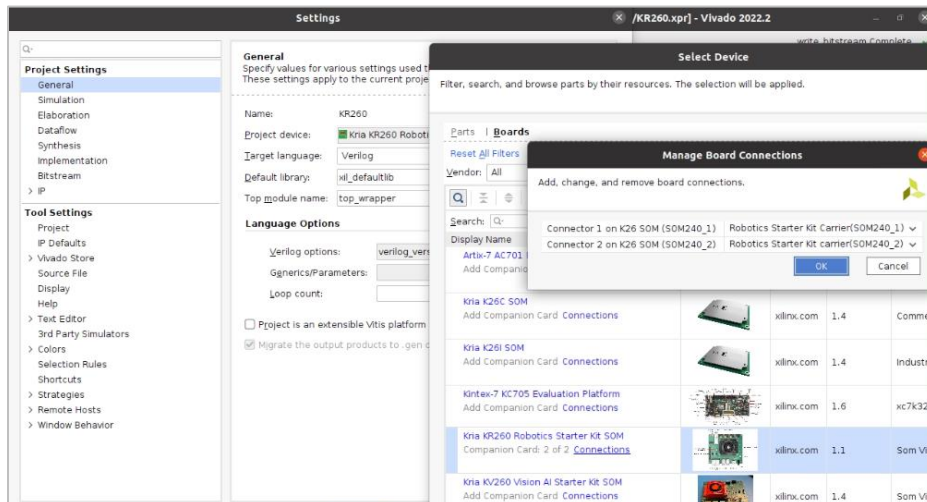 Settings
/KR260.xpr] - Vivado 2022.2
write_bitstream Complete
Project Settings
General
Simulation
Elaboration
Dataflow
Synthesis
Implementation
Bitstream
> IP
Tool Settings
Project
IP Defaults
> Vivado Store
Source File
Display
Help
> Text Editor
3rd Party Simulators
> Colors
Selection Rules
Shortcuts
> Strategies
> Remote Hosts
> Window Behavior
General
Specify values for various settings used t
These settings apply to the current proje
Name: KR260
Project device: Kria KR260 Roboti
Target language: Verilog
Default library: xil_defaultlib
Top module name: top_wrapper
Language Options
Verilog options: verilog_vers
Generics/Parameters:
Loop count:
Project is an extensible Vitis platform
Migrate the output products to .gen
Select Device
Filter, search, and browse parts by their resources. The selection will be applied.
Parts | Boards
Reset All Filters
Vendor: All
Search:
Display Name
Artix-7 AC701
Add Companio
Kria K26C SOM
Add Companion Card Connections xilinx.com 1.4 Comme
Kria K26I SOM
Add Companion Card Connections xilinx.com 1.4 Industr
Kintex-7 KC705 Evaluation Platform
Add Companion Card Connections xilinx.com 1.6 xc7k32
Kria KR260 Robotics Starter Kit SOM
Companion Card: 2 of 2 Connections xilinx.com 1.1 Som Vi
Kria KV260 Vision AI Starter Kit SOM
Add Companion Card Connections xilinx.com 1.4 Som Vi
Manage Board Connections
Add, change, and remove board connections.
Connector 1 on K26 SOM (SOM240_1) Robotics Starter Kit carrier(SOM240_1)
Connector 2 on K26 SOM (SOM240_2) Robotics Starter Kit carrier(SOM240_2)
OK Cancel